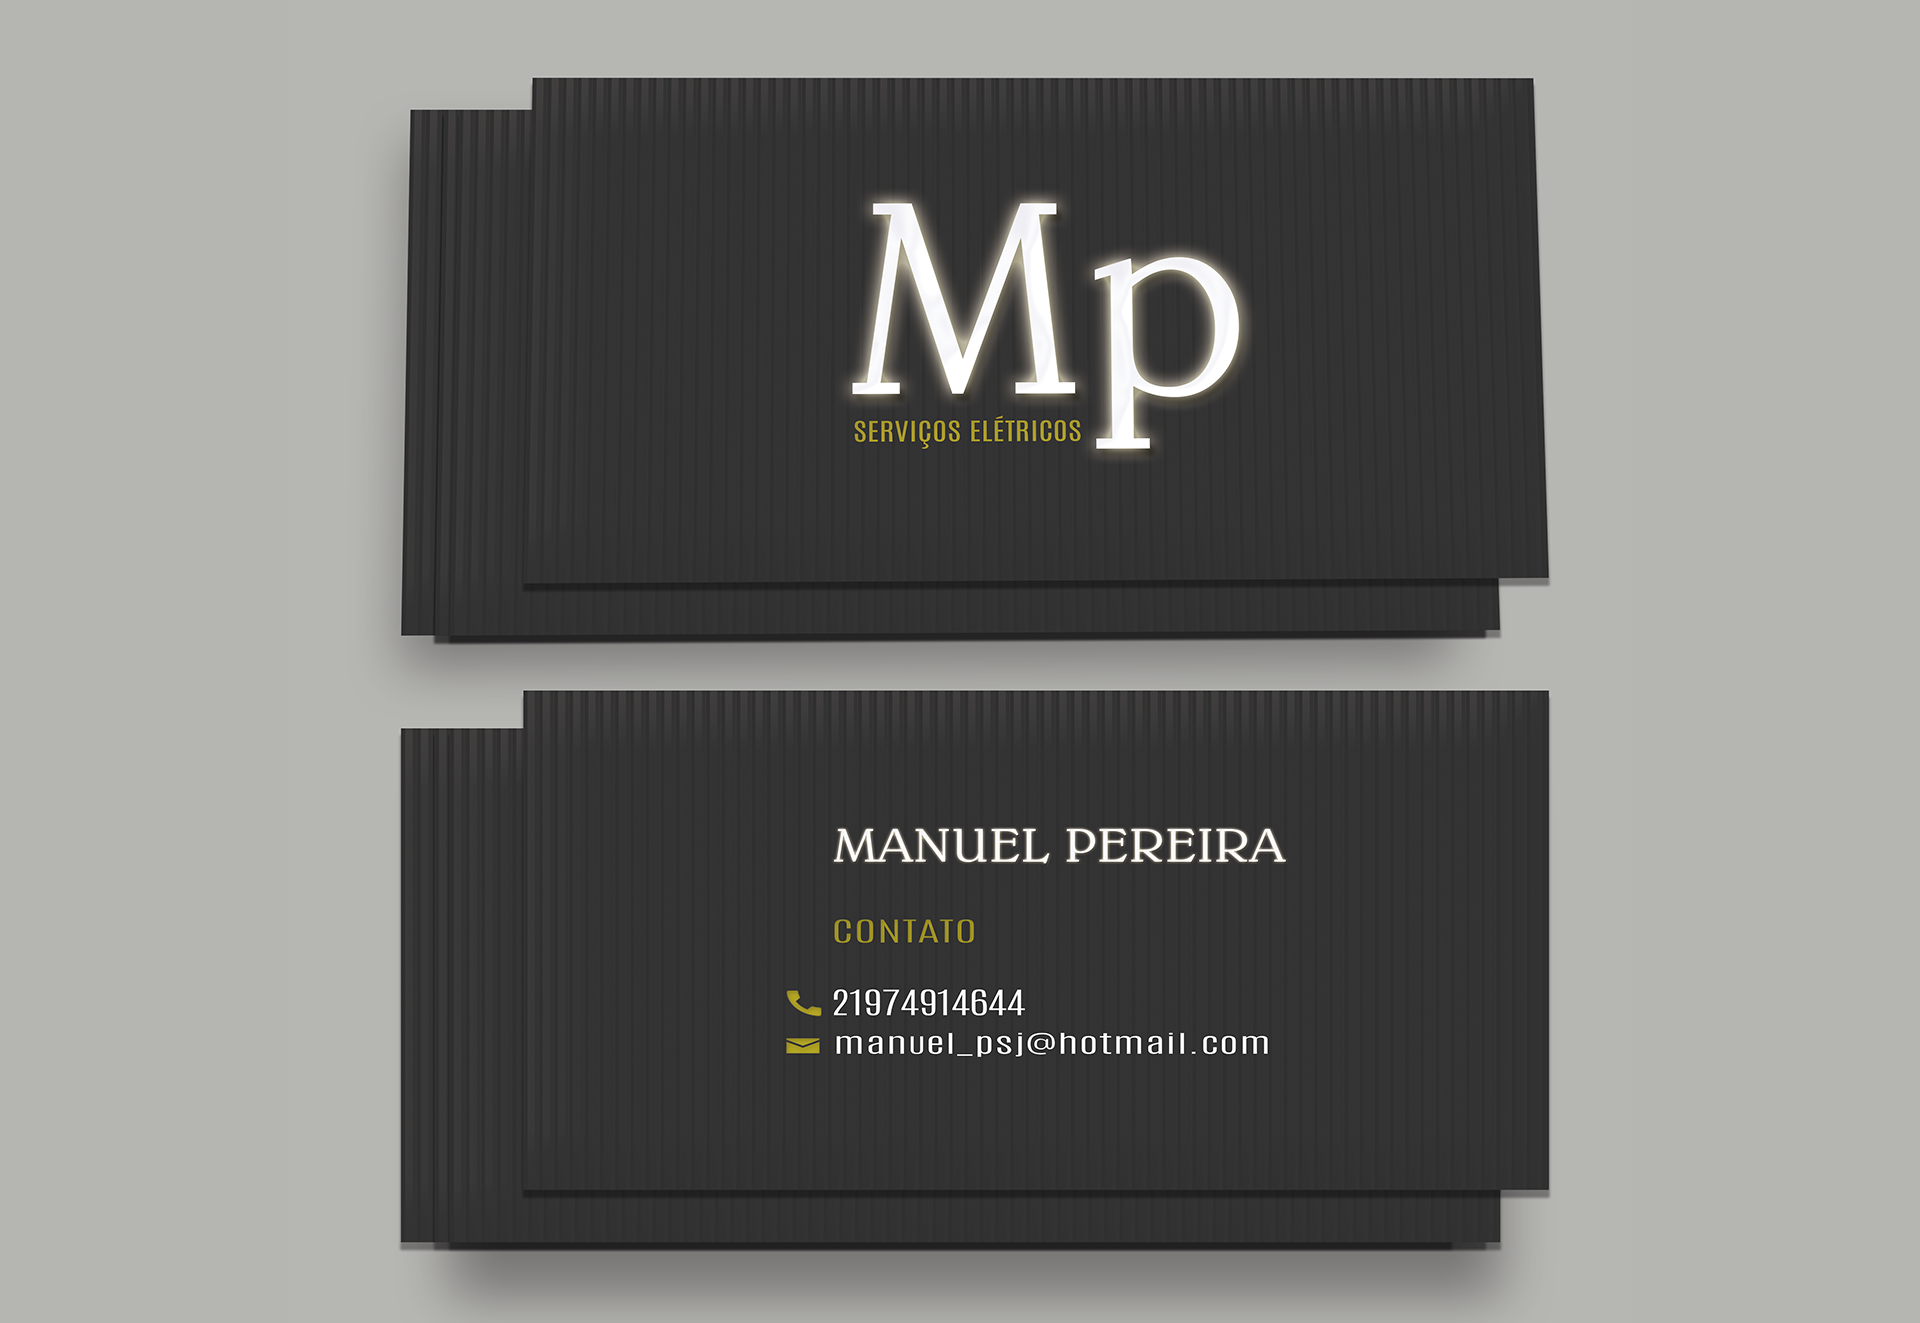 Mp
SERVIÇOS ELÉTRICOS
MANUEL PEREIRA
CONTATO
21974914644
manuel_psj@hotmail.com